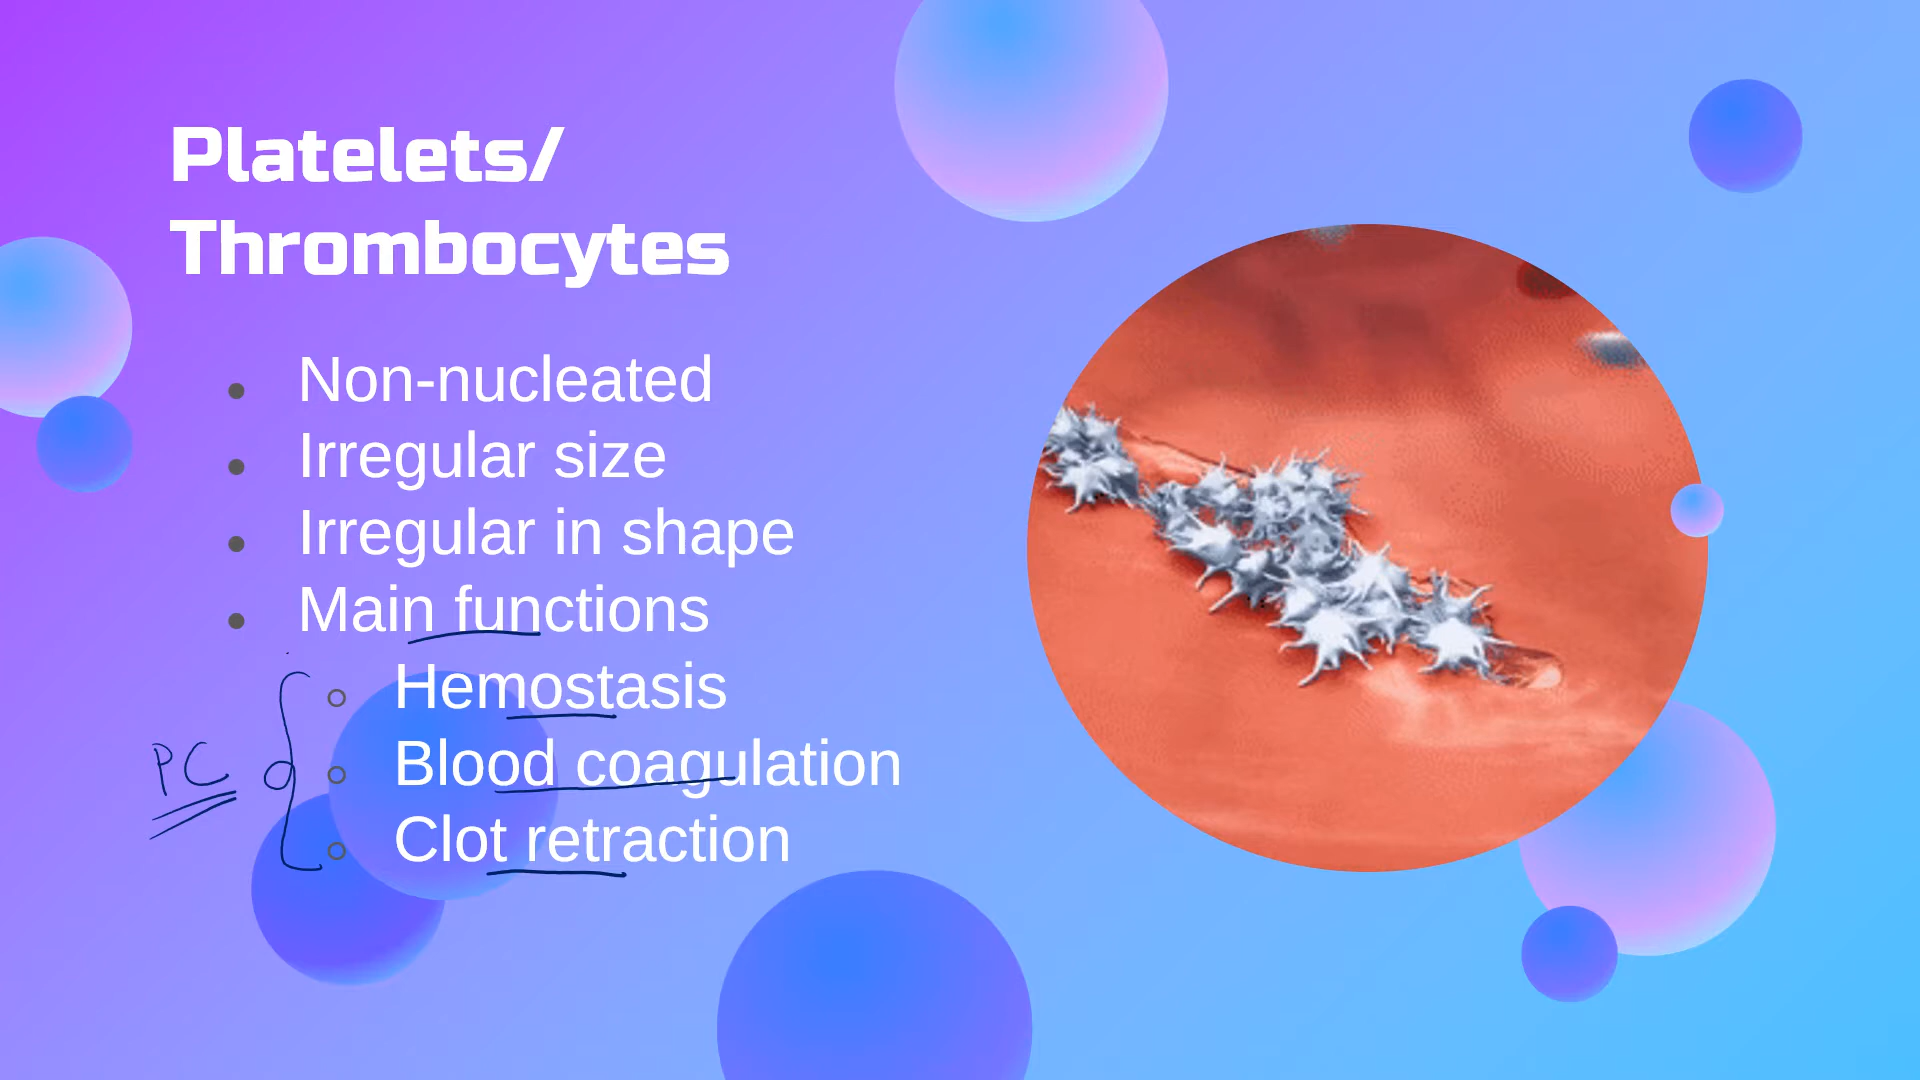 Platelets/
Thrombocytes
Non-nucleated
Irregular size
Irregular in shape
Main functions
Hemostasis
Blood coagulation
Clot retraction
PC